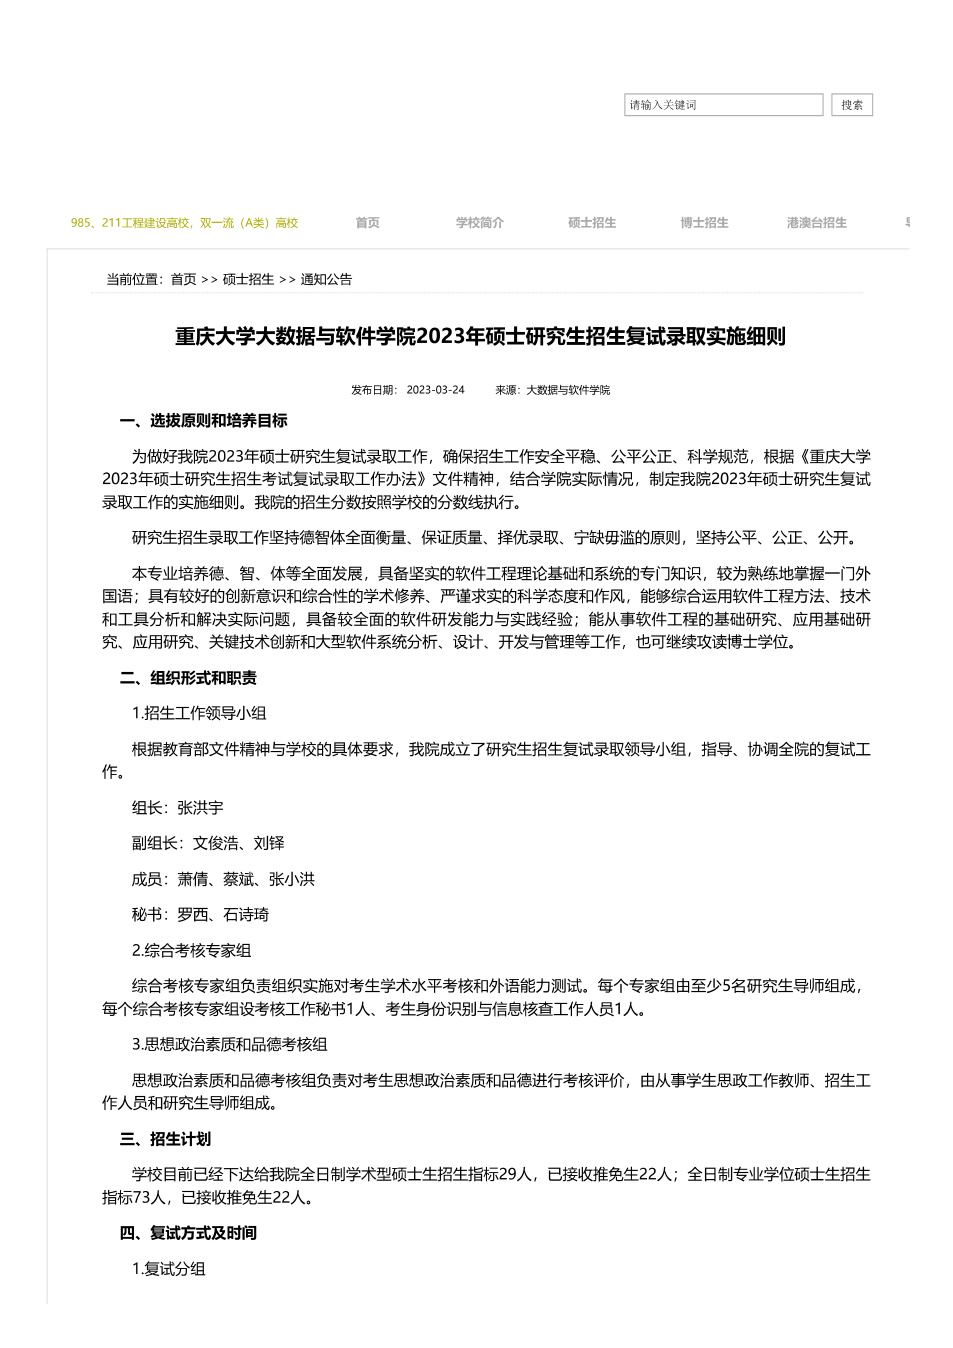 请输入关键词 搜索
985、211工程建设高校，双一流（A类）高校 首页 学校简介 硕士招生 博士招生 港澳台招生
当前位置：首页 >> 硕士招生 >> 通知公告
重庆大学大数据与软件学院2023年硕士研究生招生复试录取实施细则
发布日期： 2023-03-24 来源：大数据与软件学院
一、选拔原则和培养目标
为做好我院2023年硕士研究生复试录取工作，确保招生工作安全平稳、公平公正、科学规范，根据《重庆大学
2023年硕士研究生招生考试复试录取工作办法》文件精神，结合学院实际情况，制定我院2023年硕士研究生复试
录取工作的实施细则。我院的招生分数按照学校的分数线执行。
研究生招生录取工作坚持德智体全面衡量、保证质量、择优录取、宁缺毋滥的原则，坚持公平、公正、公开。
本专业培养德、智、体等全面发展，具备坚实的软件工程理论基础和系统的专门知识，较为熟练地掌握一门外
国语；具有较好的创新意识和综合性的学术修养、严谨求实的科学态度和作风，能够综合运用软件工程方法、技术
和工具分析和解决实际问题，具备较全面的软件研发能力与实践经验；能从事软件工程的基础研究、应用基础研
究、应用研究、关键技术创新和大型软件系统分析、设计、开发与管理等工作，也可继续攻读博士学位。
二、组织形式和职责
1.招生工作领导小组
根据教育部文件精神与学校的具体要求，我院成立了研究生招生复试录取领导小组，指导、协调全院的复试工
作。
组长：张洪宇
副组长：文俊浩、刘铎
成员：萧倩、蔡斌、张小洪
秘书：罗西、石诗琦
2.综合考核专家组
综合考核专家组负责组织实施对考生学术水平考核和外语能力测试。每个专家组由至少5名研究生导师组成，
每个综合考核专家组设考核工作秘书1人、考生身份识别与信息核查工作人员1人。
3.思想政治素质和品德考核组
思想政治素质和品德考核组负责对考生思想政治素质和品德进行考核评价，由从事学生思政工作教师、招生工
作人员和研究生导师组成。
三、招生计划
学校目前已经下达给我院全日制学术型硕士生招生指标29人，已接收推免生22人；全日制专业学位硕士生招生
指标73人，已接收推免生22人。
四、复试方式及时间
1.复试分组